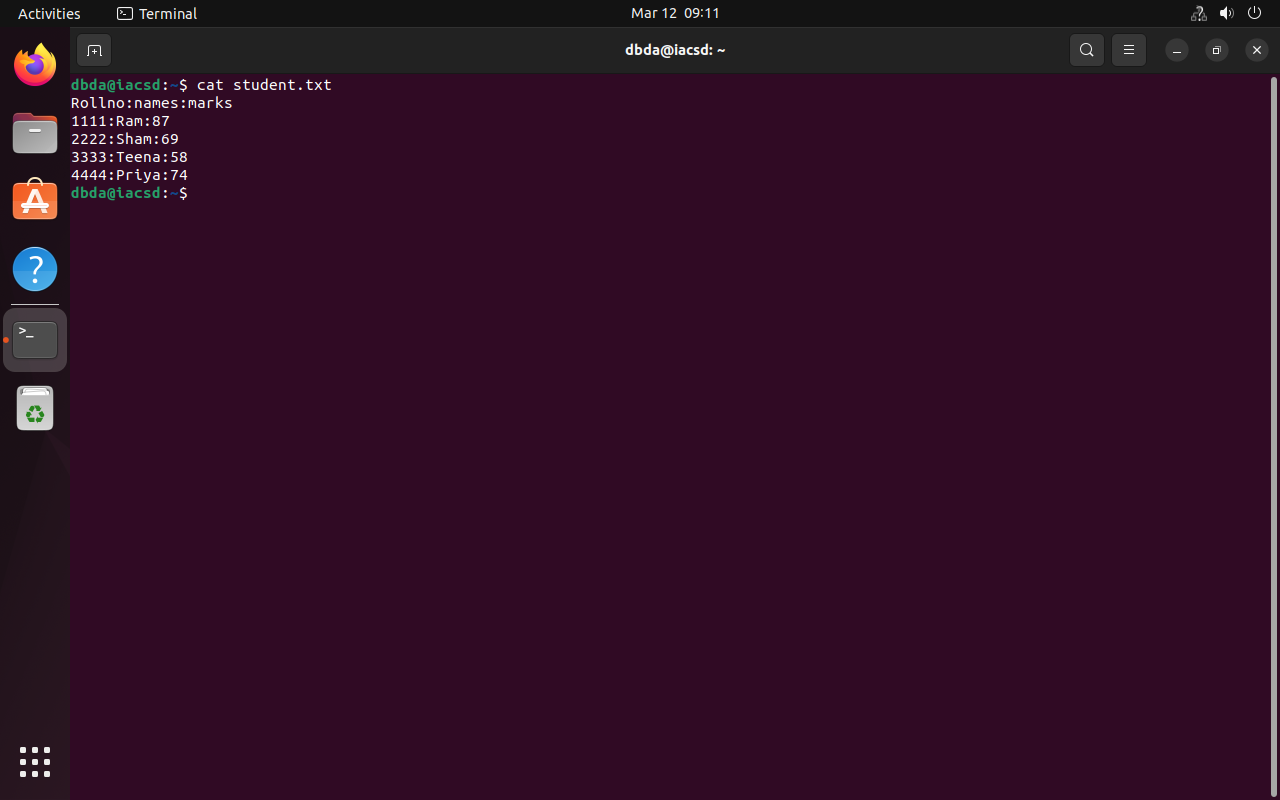 Activities
Terminal
Mar 12 09:11
dbda@iacsd: ~
dbda@iacsd:~$ cat student.txt
Rollno:names:marks
1111:Ram:87
2222:Sham:69
3333:Teena:58
4444:Priya:74
dbda@iacsd:~$